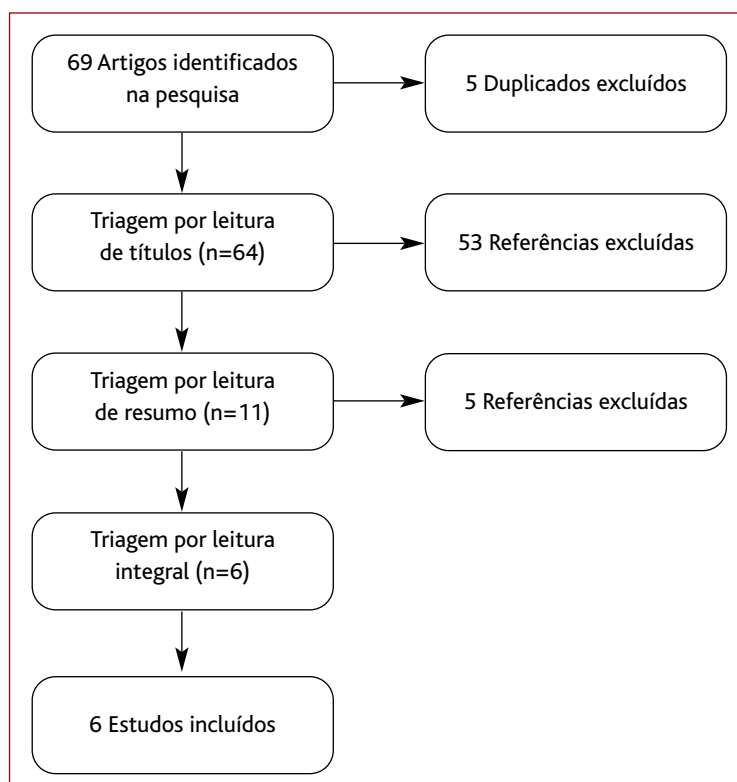 69 Artigos identificados
na pesquisa
5 Duplicados excluídos
Triagem por leitura
de títulos (n=64)
53 Referências excluídas
Triagem por leitura
de resumo (n=11)
5 Referências excluídas
Triagem por leitura
integral (n=6)
6 Estudos incluídos